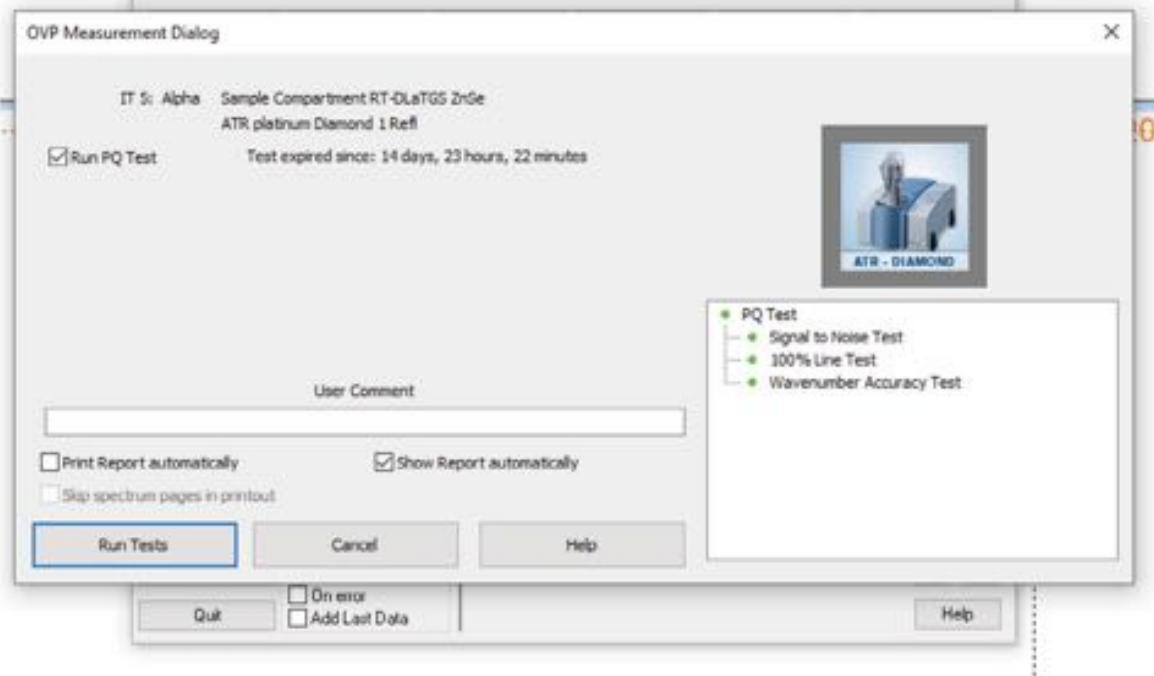 OVP Measurement Dialog
IT 5: Alpha Sample Compartment RT-DLaTGS ZnSe
ATR platinum Diamond 1 Refl
Run PQ Test Test expired since: 14 days, 23 hours, 22 minutes
ATR - DIAMOND
PQ Test
Signal to Noise Test
100% Line Test
Wavenumber Accuracy Test
User Comment
Print Report automatically Show Report automatically
Skip spectrum pages in printout
Run Tests Cancel Help
On error
Quit Add Last Data Help